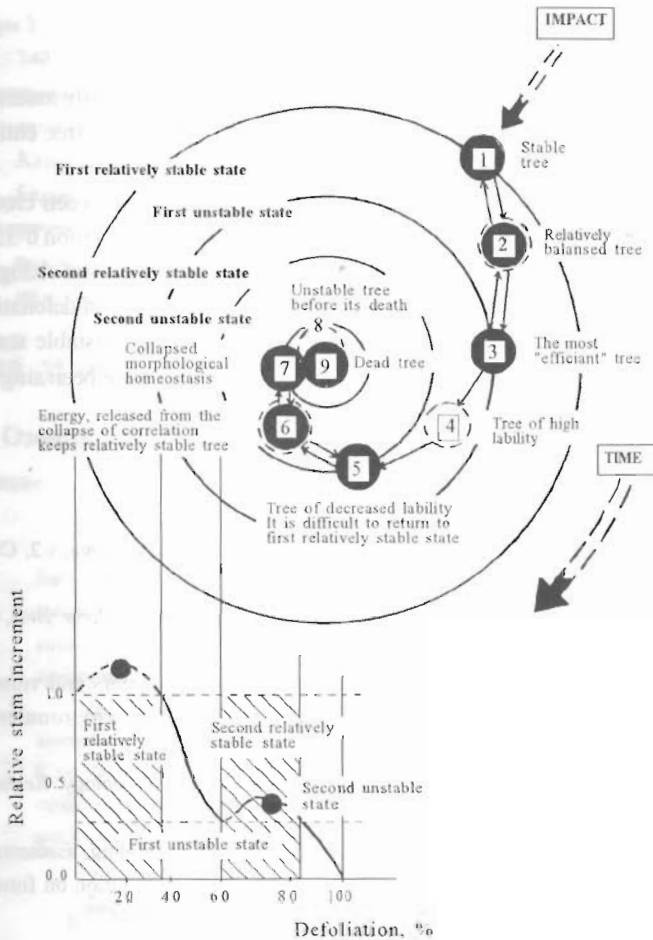 IMPACT
1
Stable
tree
First relatively stable state
First unstable state
2
Relatively
balansed tree
Second relatively stable state
Unstable tree
before its death
Second unstable state
8
Collapsed
morphological
homeostasis
7
9
Dead tree
3
The most
"efficiant" tree
Energy, released from the
collapse of correlation
keeps relatively stable tree
6
4
Tree of high
lability
5
TIME
Tree of decreased lability
It is difficult to return to
first relatively stable state
Relative stem increment
1.0
First
relatively
stable state
Second relatively
stable state
0.5
Second unstable
state
First unstable state
0.0
20
40
60
80
100
Defoliation, %